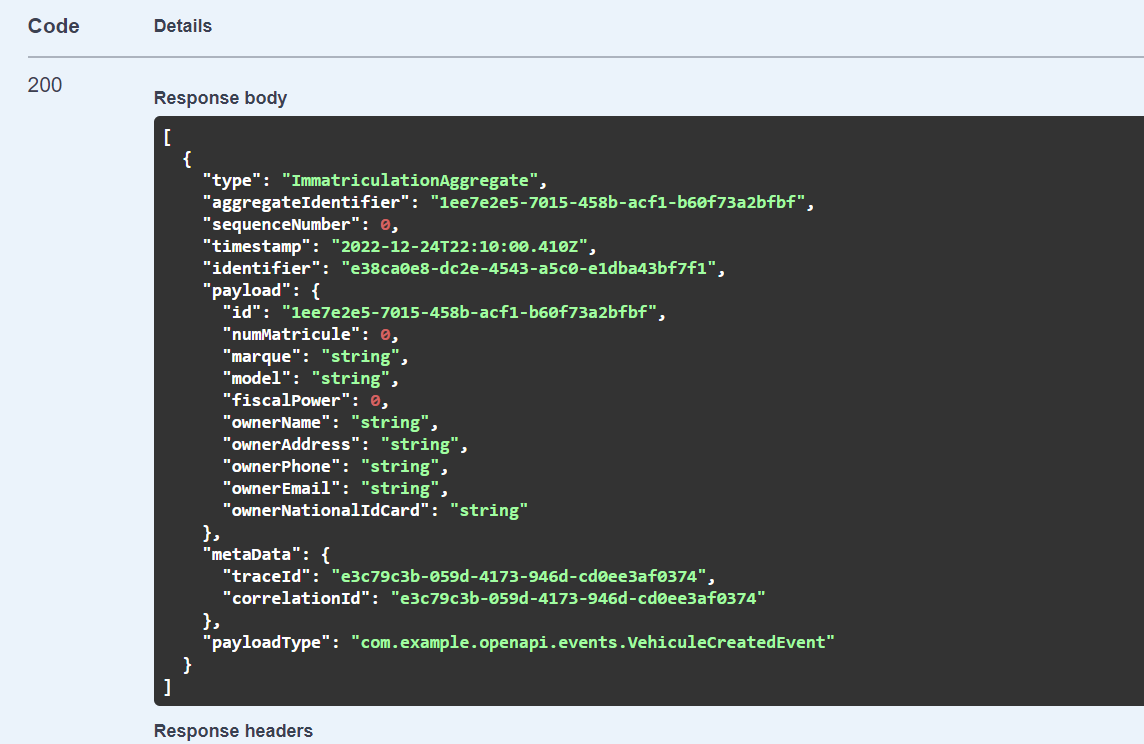 Code Details
200
Response body
[
{
"type": "ImmatriculationAggregate",
"aggregateIdentifier": "1ee7e2e5-7015-458b-acf1-b60f73a2bfbf",
"sequenceNumber": 0,
"timestamp": "2022-12-24T22:10:00.410Z",
"identifier": "e38ca0e8-dc2e-4543-a5c0-e1dba43bf7f1",
"payload": {
"id": "1ee7e2e5-7015-458b-acf1-b60f73a2bfbf",
"numMatricule": 0,
"marque": "string",
"model": "string",
"fiscalPower": 0,
"ownerName": "string",
"ownerAddress": "string",
"ownerPhone": "string",
"ownerEmail": "string",
"ownerNationalIdCard": "string"
},
"metaData": {
"traceId": "e3c79c3b-059d-4173-946d-cd0ee3af0374",
"correlationId": "e3c79c3b-059d-4173-946d-cd0ee3af0374"
},
"payloadType": "com.example.openapi.events.VehiculeCreatedEvent"
}
]
Response headers